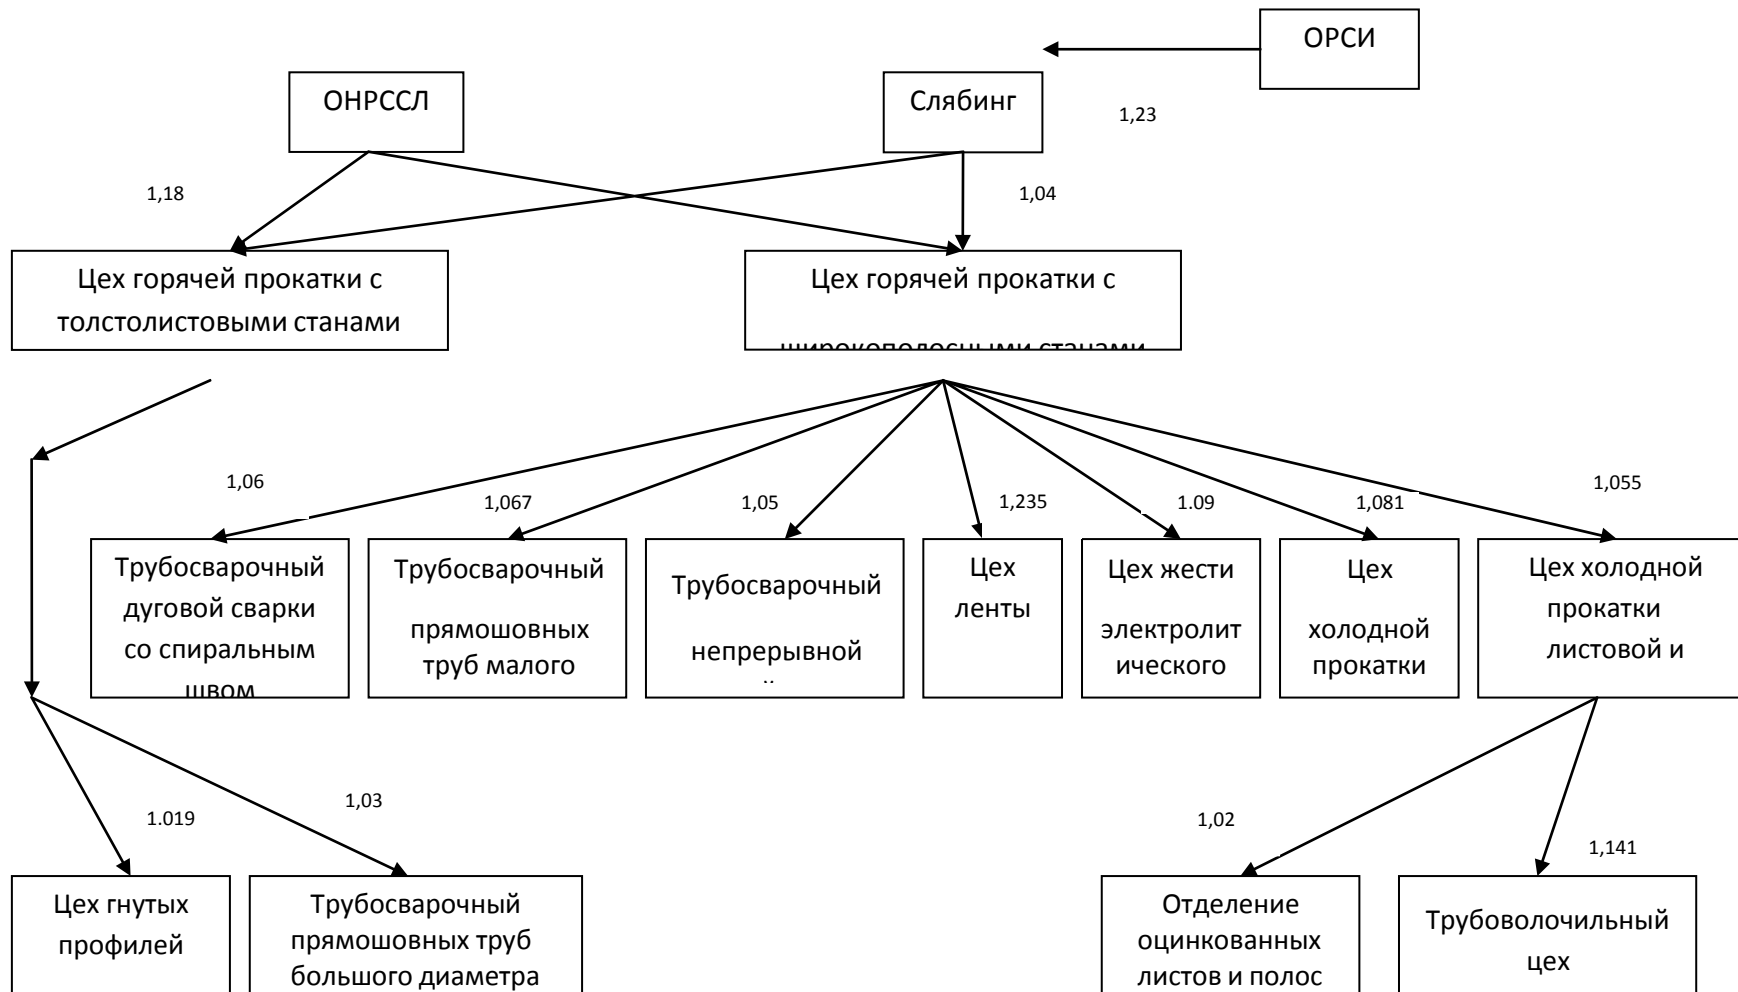 ОРСИ
ОНРССЛ
Слябинг
1,23
1,18
1,04
Цех горячей прокатки с
толстолистовыми станами
Цех горячей прокатки с
широкополосными станами
1,06
1,067
1,05
1,235
1.09
1,081
1,055
Трубосварочный
дуговой сварки
со спиральным
швом
Трубосварочный
прямошовных
труб малого
Трубосварочный
непрерывной
Цех
ленты
Цех жести
электролит
ического
Цех
холодной
прокатки
Цех холодной
прокатки
листовой и
1.019
1,03
1,02
1,141
Цех гнутых
профилей
Трубосварочный
прямошовных труб
большого диаметра
Отделение
оцинкованных
листов и полос
Трубоволочильный
цех